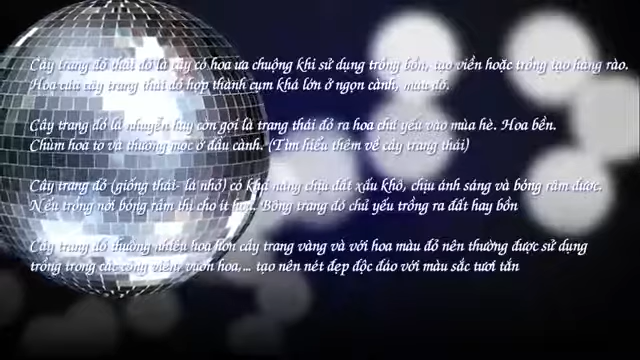 Cây trang đỏ thái đỏ là cây có hoa ưa chuộng khi sử dụng trồng bồn, tạo viền hoặc trồng tạo hàng rào.
Hoa của cây trang thái đỏ hợp thành cụm khá lớn ở ngọn cành, màu đỏ.
Cây trang đỏ lá nhuyễn hay còn gọi là trang thái đỏ ra hoa chủ yếu vào mùa hè. Hoa bền.
Chùm hoa to và thường mọc ở đầu cành. (Tìm hiểu thêm về cây trang thái)
Cây trang đỏ (giống thái- lá nhỏ) có khả năng chịu đất xấu khô, chịu ánh sáng và bóng râm được.
Nếu trồng nơi bóng râm thì cho ít hoa. Bông trang đỏ chủ yếu trồng ra đất hay bồn
Cây trang đỏ thường nhiều hoa hơn cây trang vàng và với hoa màu đỏ nên thường được sử dụng
trồng trong các công viên, vườn hoa,... tạo nên nét đẹp độc đáo với màu sắc tươi tắn